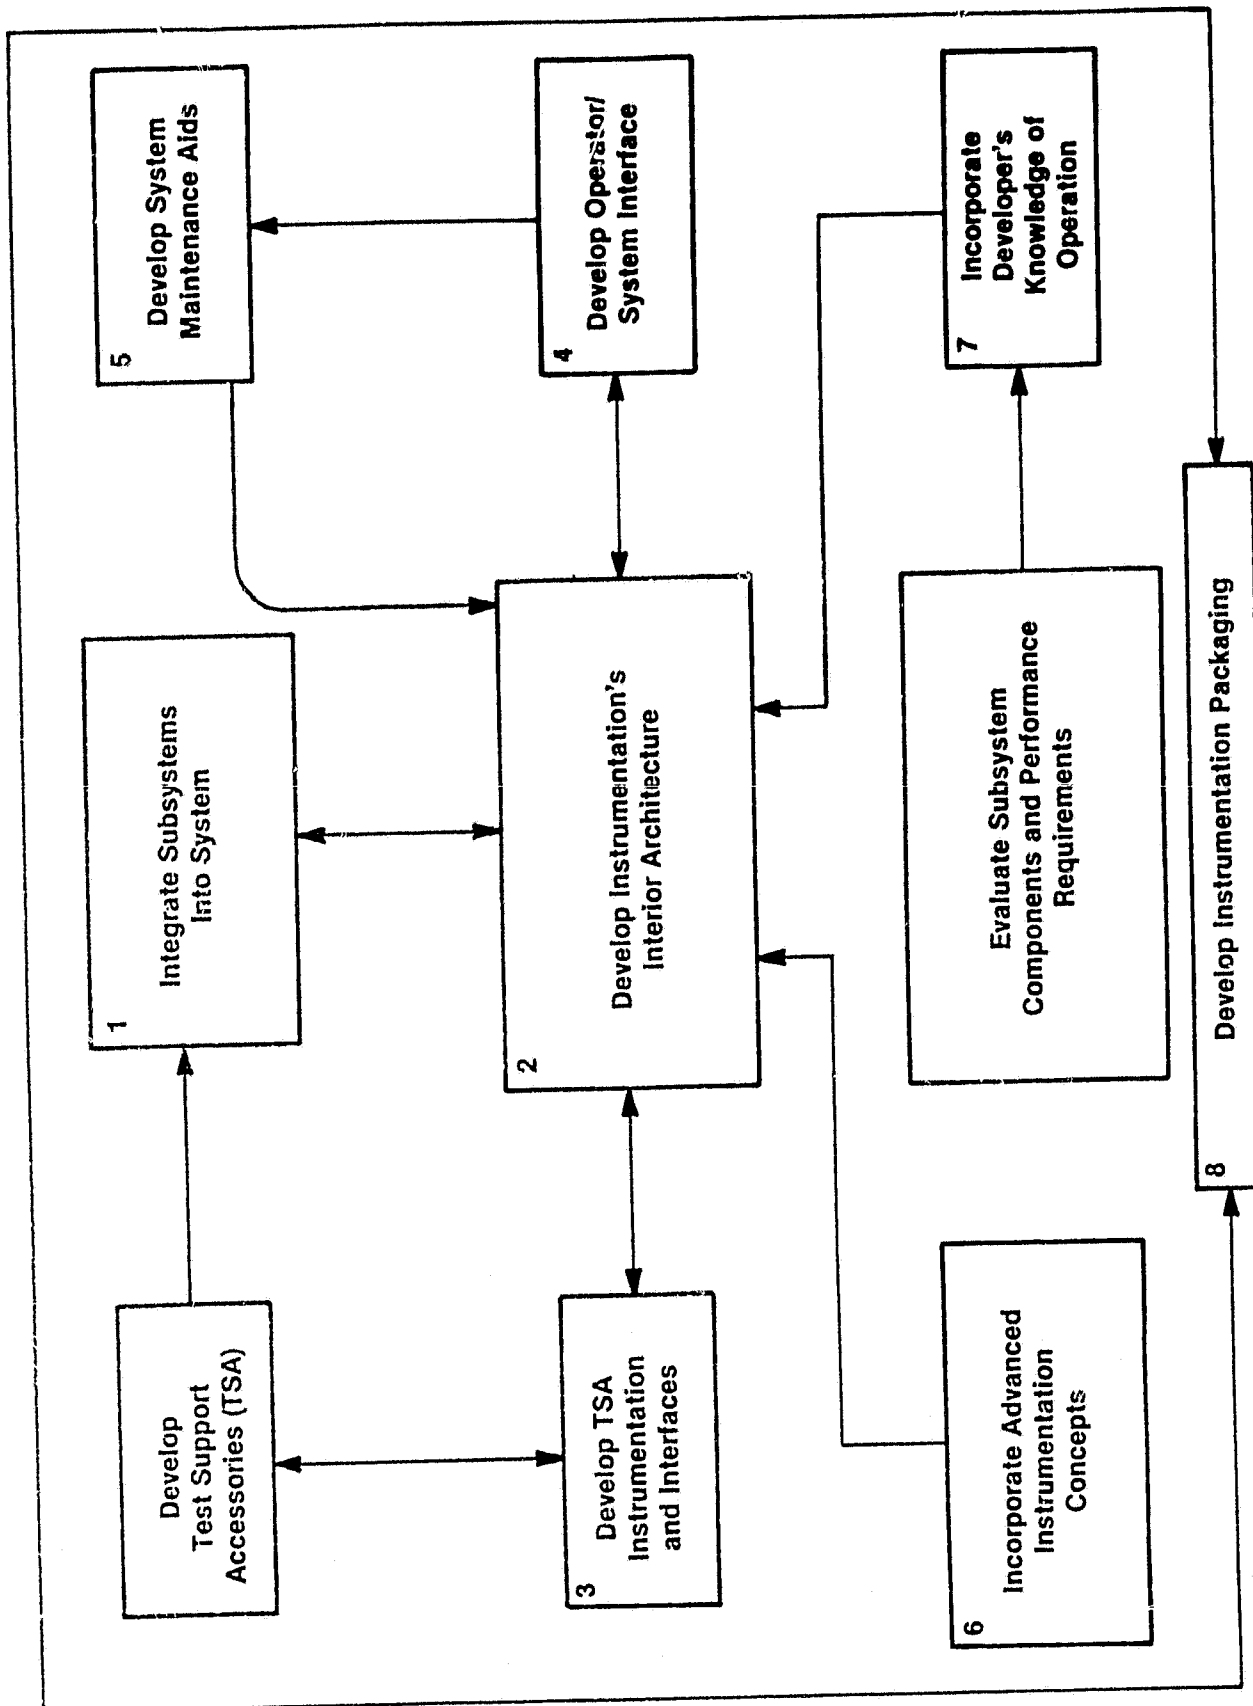 Develop
Test Support
Accessories (TSA)
1
Integrate Subsystems
Into System
5
Develop System
Maintenance Aids
3
Develop TSA
Instrumentation
and Interfaces
2
Develop Instrumentation's
Interior Architecture
4
Develop Operator/
System Interface
6
Incorporate Advanced
Instrumentation
Concepts
Evaluate Subsystem
Components and Performance
Requirements
7
Incorporate
Developer's
Knowledge of
Operation
8
Develop Instrumentation Packaging